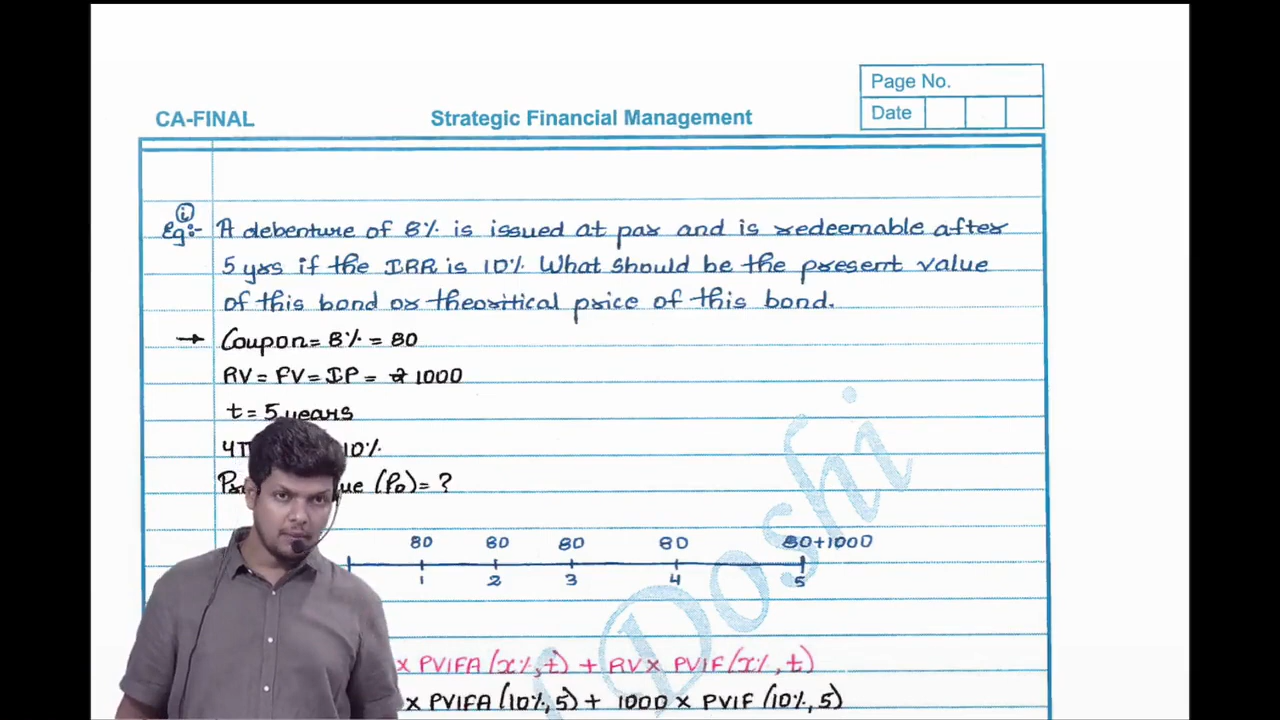 Page No.
CA-FINAL Strategic Financial Management Date
i
Eg:- A debenture of 8% is issued at par and is redeemable after
5 yrs if the IRR is 10% What should be the present value
of this bond or theoritical price of this bond.
→ Coupon = 8% = 80
RV = FV = IP = ₹ 1000
t = 5 years
10%
(P0) = ?
80 80 80 80 80+1000
1 2 3 4 5
x PVIFA (x%, t) + RV x PVIF (x%, t)
x PVIFA (10%, 5) + 1000 x PVIF (10%, 5)
Doshi